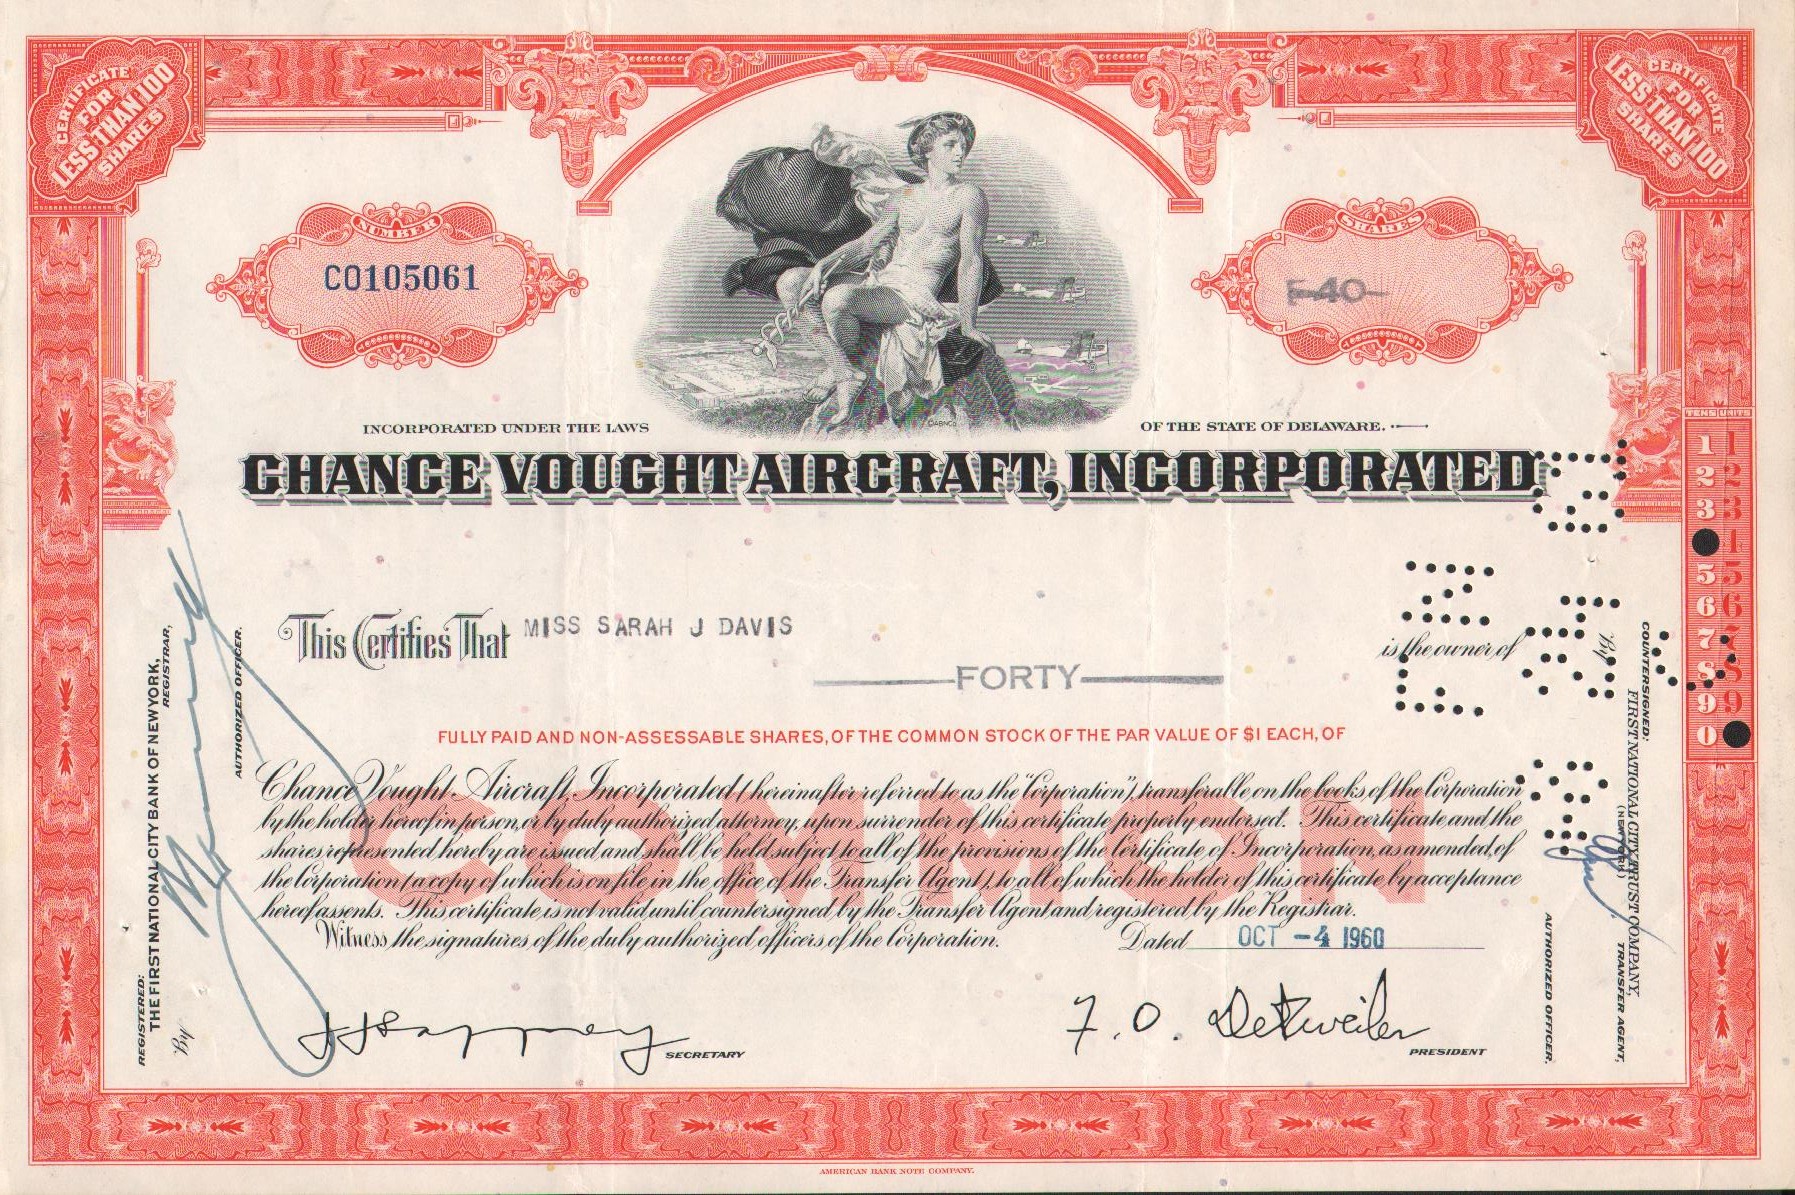 CERTIFICATE
FOR
LESS THAN 100
SHARES
CERTIFICATE
FOR
LESS THAN 100
SHARES
NUMBER
CO105061
SHARES
-40-
©ABNCo.
INCORPORATED UNDER THE LAWS OF THE STATE OF DELAWARE.
CHANCE VOUGHT AIRCRAFT, INCORPORATED
This Certifies That MISS SARAH J DAVIS is the owner of
FORTY
FULLY PAID AND NON-ASSESSABLE SHARES, OF THE COMMON STOCK OF THE PAR VALUE OF $1 EACH, OF
Chance Vought Aircraft, Incorporated (hereinafter referred to as the "Corporation"), transferable on the books of the Corporation
by the holder hereof in person, or by duly authorized attorney, upon surrender of this certificate properly endorsed. This certificate and the
shares represented hereby are issued and shall be held subject to all of the provisions of the Certificate of Incorporation, as amended, of
the Corporation (a copy of which is on file in the office of the Transfer Agent), to all of which the holder of this certificate by acceptance
hereof assents. This certificate is not valid until countersigned by the Transfer Agent and registered by the Registrar.
Witness the signatures of the duly authorized officers of the Corporation.
Dated OCT -4 1960
COMMON
SECRETARY
F. O. Detweiler
PRESIDENT
REGISTERED:
THE FIRST NATIONAL CITY BANK OF NEW YORK,
REGISTRAR,
By
AUTHORIZED OFFICER.
COUNTERSIGNED:
FIRST NATIONAL CITY TRUST COMPANY,
(NEW YORK)
TRANSFER AGENT,
By
AUTHORIZED OFFICER.
TENS UNITS
1 1
2 2
3 3
4
5 5
6 6
7 7
8 8
9 9
0
AMERICAN BANK NOTE COMPANY.